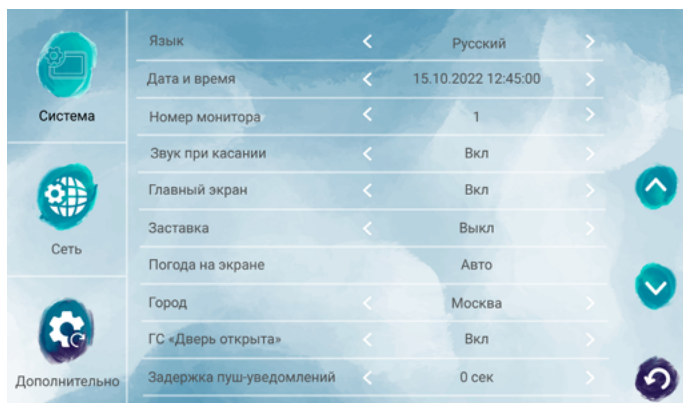 Система
Сеть
Дополнительно
Язык < Русский >
Дата и время < 15.10.2022 12:45:00 >
Номер монитора < 1 >
Звук при касании < Вкл >
Главный экран < Вкл >
Заставка < Выкл >
Погода на экране Авто
Город < Москва >
ГС «Дверь открыта» < Вкл >
Задержка пуш-уведомлений < 0 сек >